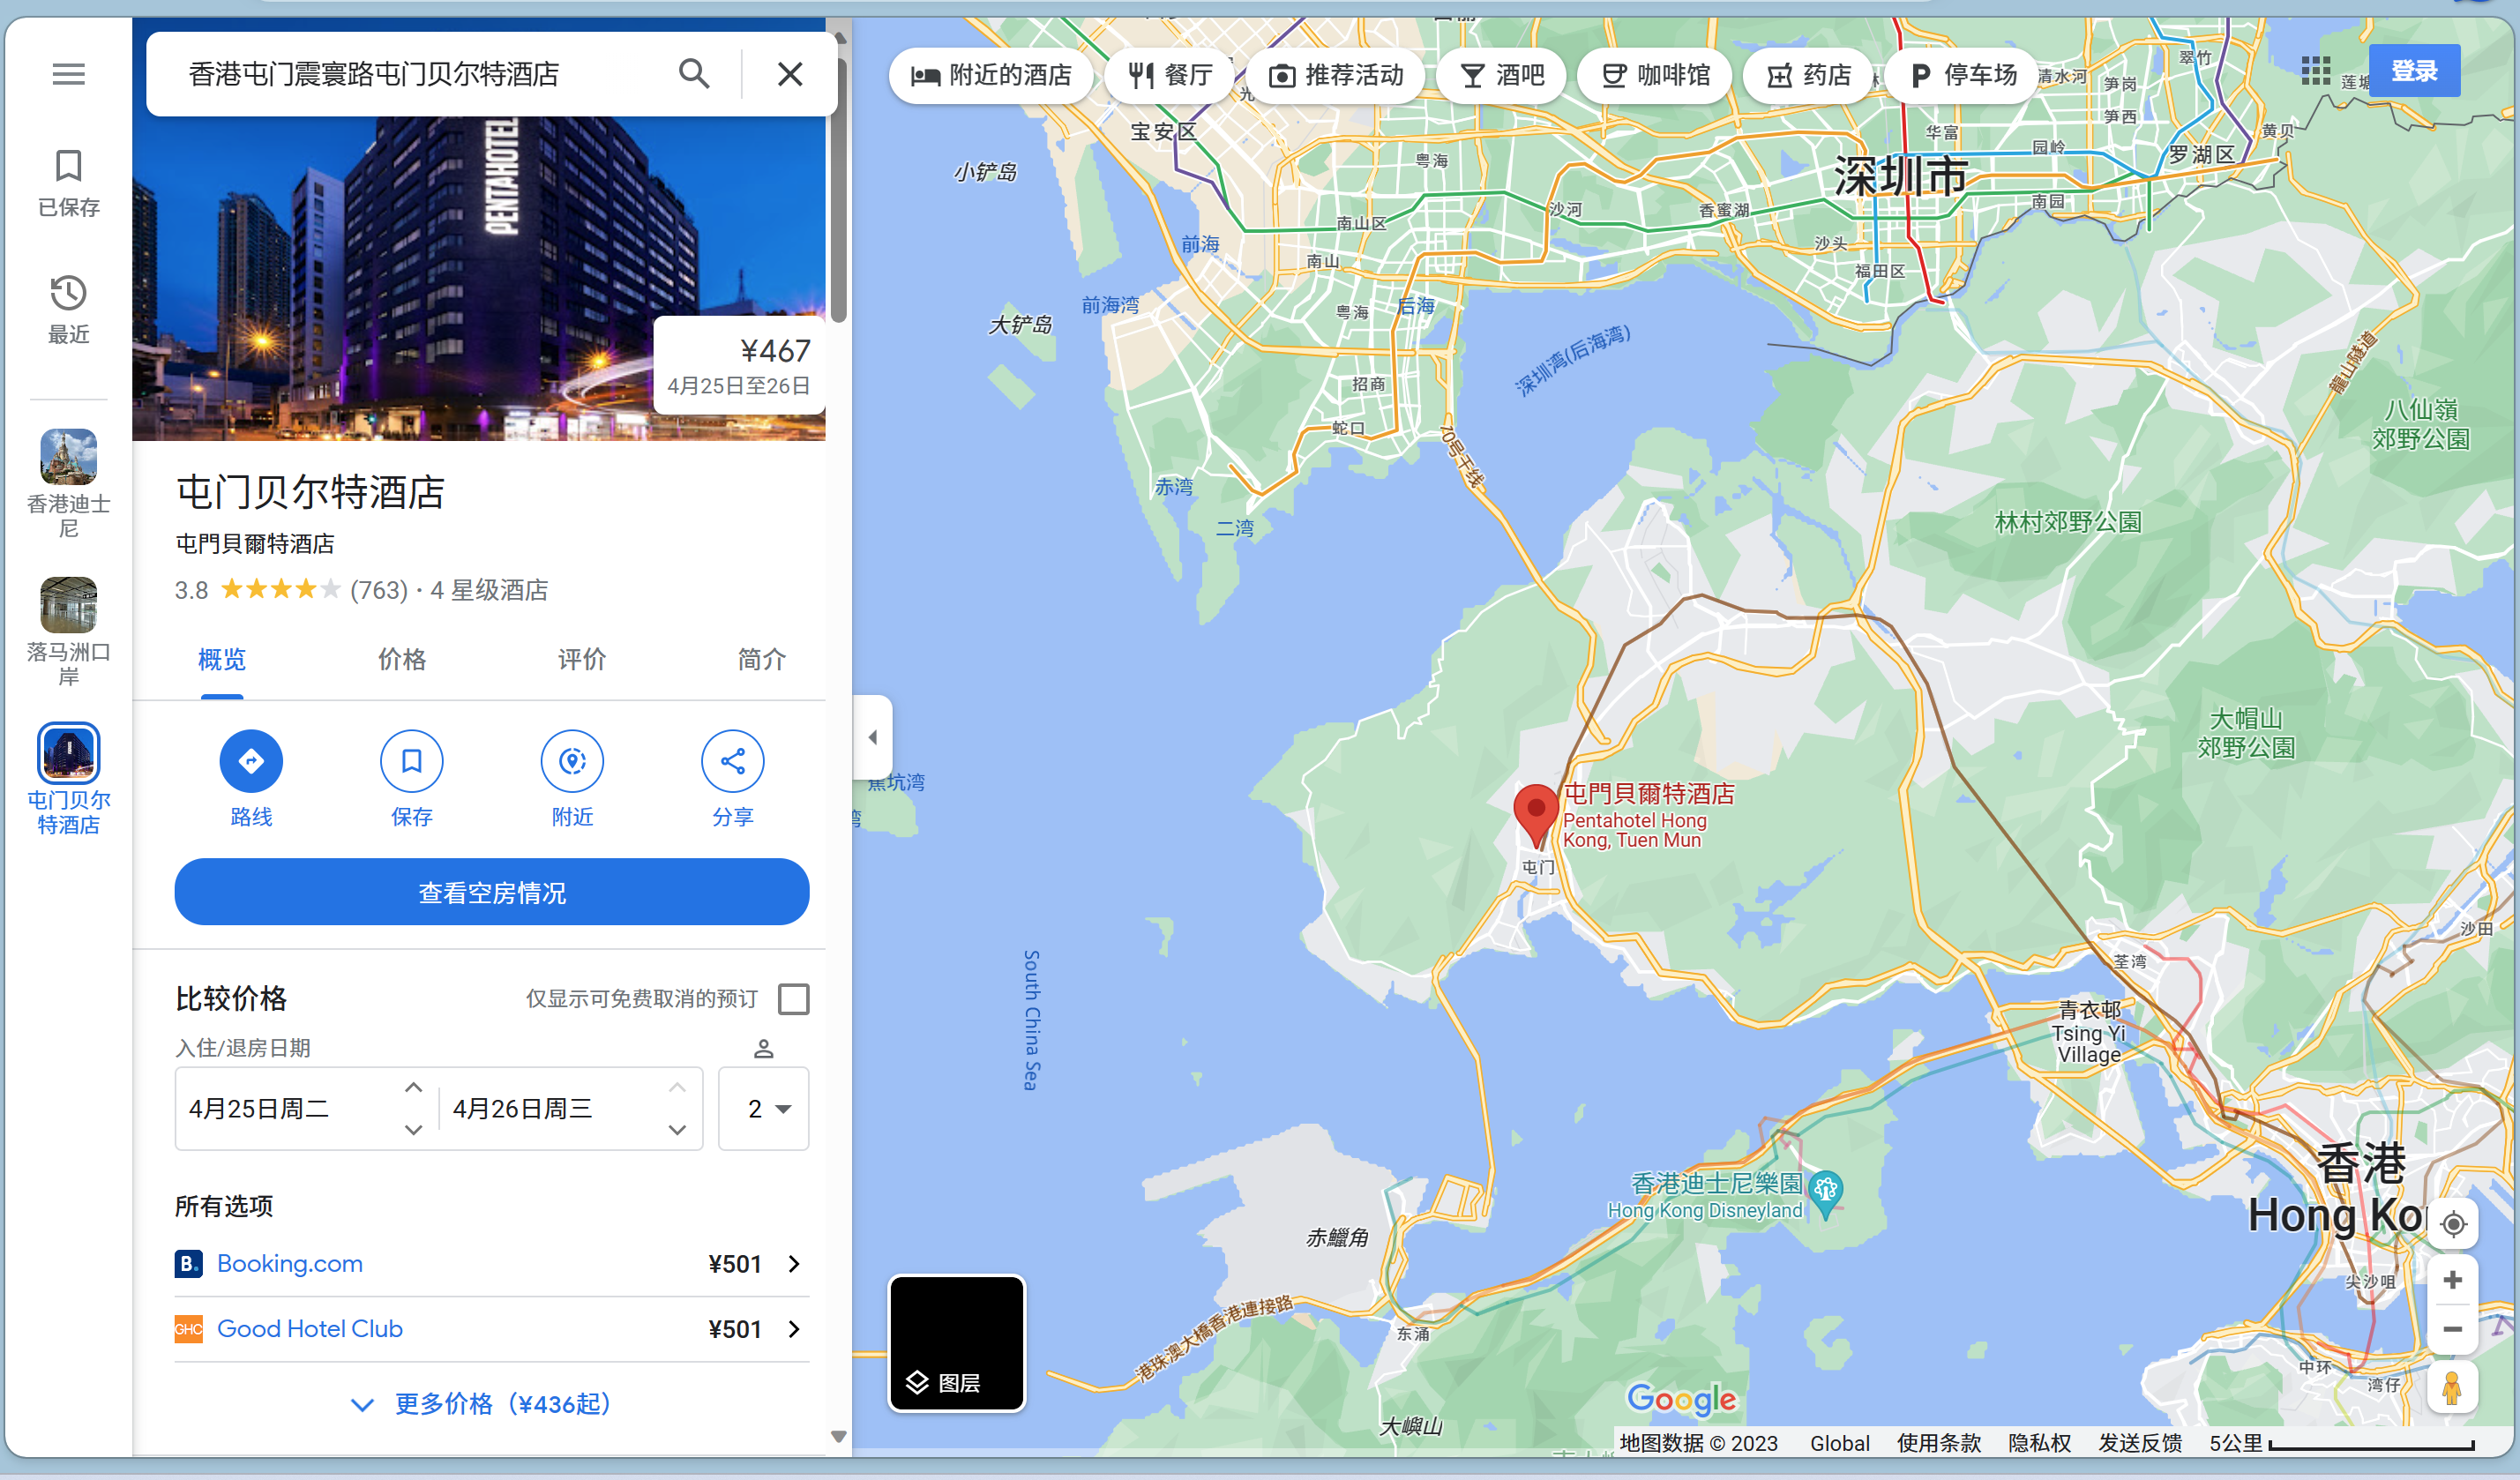 香港屯门震寰路屯门贝尔特酒店
已保存
最近
香港迪士
尼
落马洲口
岸
屯门贝尔
特酒店
PENTAHOTEL
¥467
4月25日至26日
屯门贝尔特酒店
屯門貝爾特酒店
3.8 (763) · 4 星级酒店
概览 价格 评价 简介
路线 保存 附近 分享
查看空房情况
比较价格
仅显示可免费取消的预订
入住/退房日期
4月25日周二 4月26日周三 2
所有选项
B. Booking.com ¥501
GHC Good Hotel Club ¥501
更多价格（¥436起）
附近的酒店 餐厅 推荐活动 酒吧 咖啡馆 药店 停车场
登录
翠竹
清水河
笋岗
莲塘
笋西
黄贝
宝安区
华富
园岭
罗湖区
小铲岛
粤海
深圳市
南山区
沙河
香蜜湖
南园
前海
南山
沙头
福田区
前海湾
粤海
后海
大铲岛
深圳湾(后海湾)
龍山隧道
招商
蛇口
10号干线
八仙嶺
郊野公園
赤湾
二湾
林村郊野公園
大帽山
郊野公園
蕉坑湾
屯門貝爾特酒店
Pentahotel Hong
Kong, Tuen Mun
屯门
沙田
荃湾
South China Sea
青衣邨
Tsing Yi
Village
香港
Hong Ko
香港迪士尼樂園
Hong Kong Disneyland
赤鱲角
尖沙咀
港珠澳大橋香港連接路
东涌
中环
湾仔
大嶼山
图层
Google
地图数据 © 2023 Global 使用条款 隐私权 发送反馈 5公里